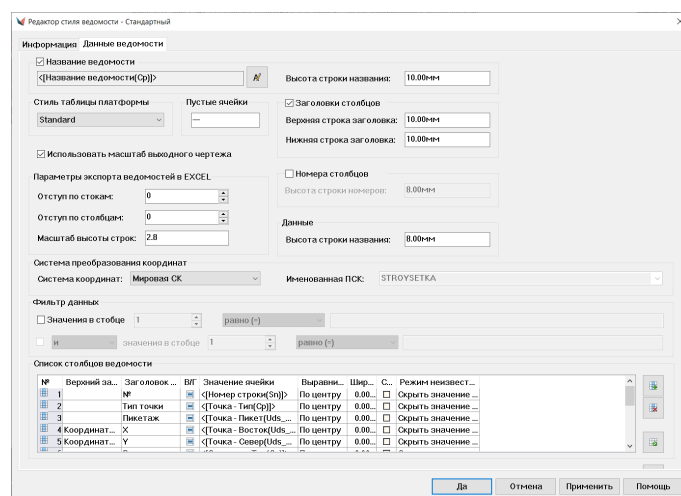 Редактор стиля ведомости - Стандартный
Информация Данные ведомости
Название ведомости
<[Название ведомости(Cp)]> Высота строки названия: 10.00мм
Стиль таблицы платформы Пустые ячейки Заголовки столбцов
Standard — Верхняя строка заголовка: 10.00мм
Нижняя строка заголовка: 10.00мм
Использовать масштаб выходного чертежа
Номера столбцов
Параметры экспорта ведомостей в EXCEL
Высота строки номеров: 8.00мм
Отступ по стокам: 0
Отступ по столбцам: 0
Данные
Масштаб высоты строк: 2.8 Высота строки названия: 8.00мм
Система преобразования координат
Система координат: Мировая СК Именованная ПСК: STROYSETKA
Фильтр данных
Значения в стобце 1 равно (=)
и значения в стобце 1 равно (=)
Список столбцов ведомости
№ Верхний за... Заголовок ... В/Г Значение ячейки Выравни... Шир... С... Режим неизвест...
1 № <[Номер строки(Sn)]> По центру 0.00... Скрыть значение ...
2 Тип точки <[Точка - Тип(Cp)]> По центру 0.00... Скрыть значение ...
3 Пикетаж <[Точка - Пикет(Uds_... По центру 0.00... Скрыть значение ...
4 Координат... X <[Точка - Восток(Uds_... По центру 0.00... Скрыть значение ...
5 Координат... Y <[Точка - Север(Uds_... По центру 0.00... Скрыть значение ...
Да Отмена Применить Помощь